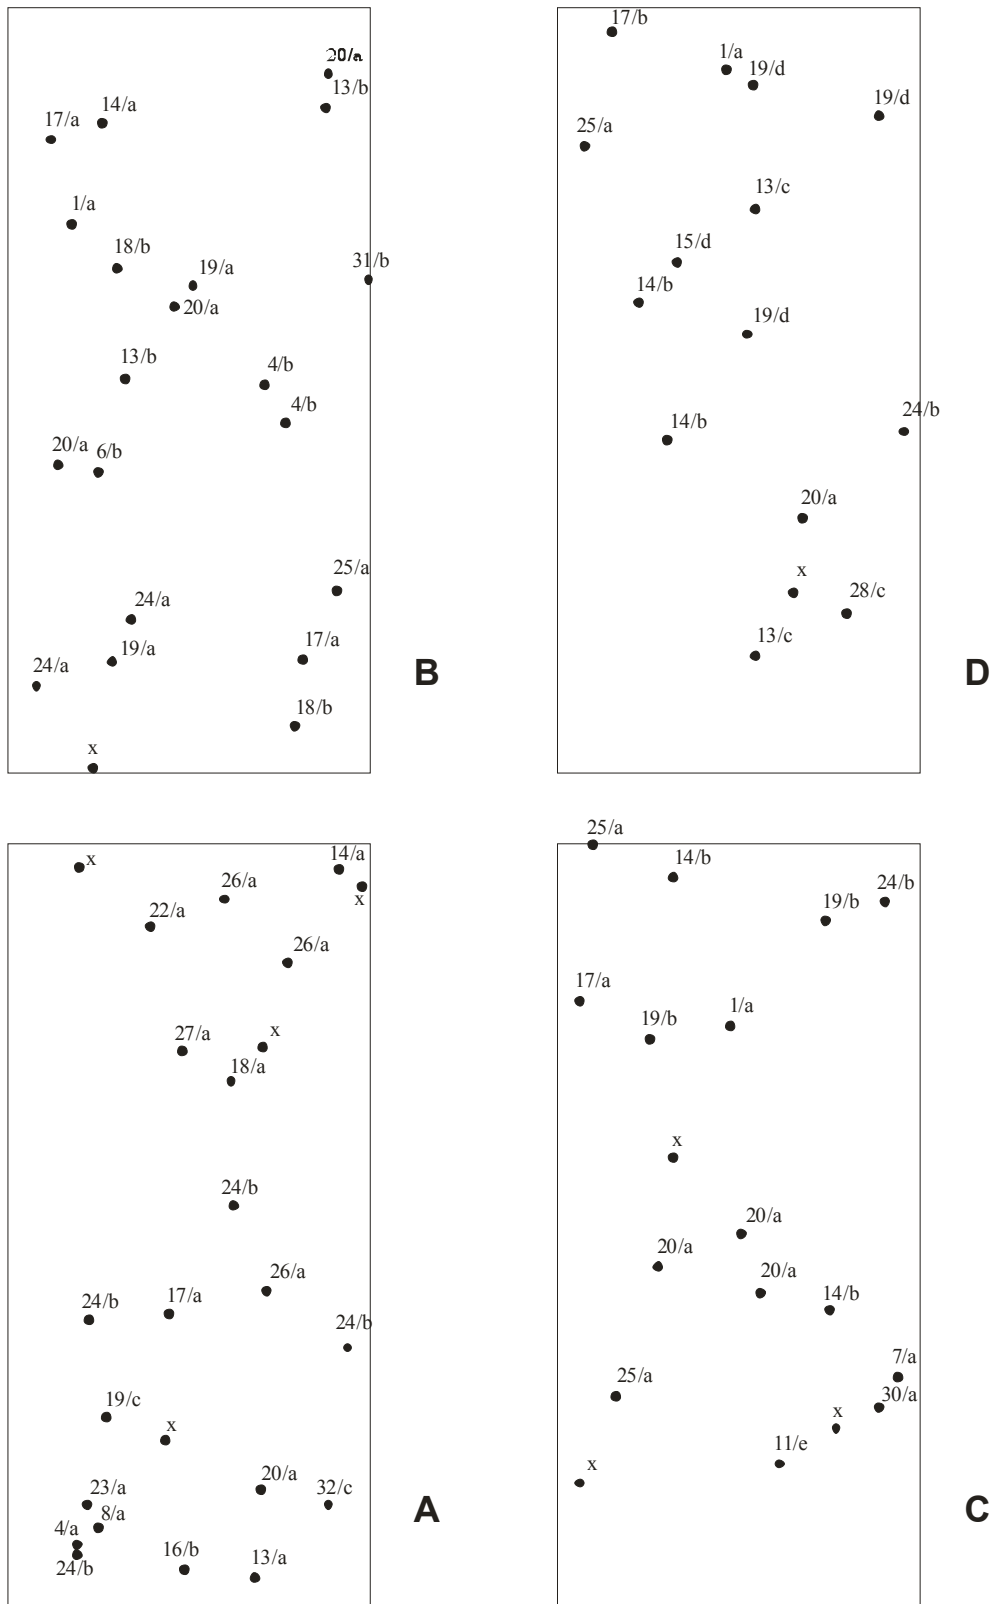 20/a
13/b
14/a
17/a
1/a
18/b
19/a
31/b
20/a
13/b
4/b
4/b
20/a
6/b
25/a
24/a
17/a
19/a
24/a
18/b
x
B
17/b
1/a
19/d
19/d
25/a
13/c
15/d
14/b
19/d
24/b
14/b
20/a
x
28/c
13/c
D
x
14/a
x
26/a
22/a
26/a
27/a
x
18/a
24/b
26/a
24/b
17/a
24/b
19/c
x
20/a
32/c
23/a
8/a
4/a
24/b
16/b
13/a
A
25/a
14/b
24/b
19/b
17/a
1/a
19/b
x
20/a
20/a
20/a
14/b
7/a
25/a
30/a
x
11/e
x
C